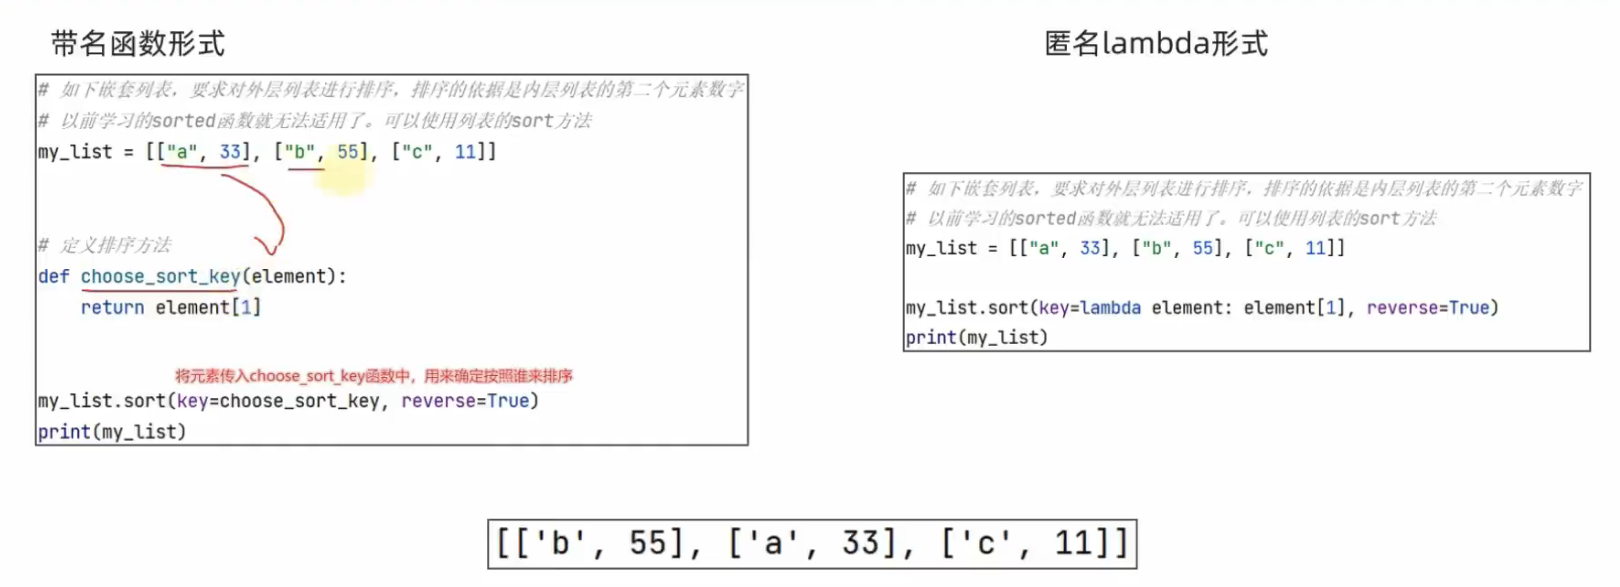 带名函数形式
# 如下嵌套列表，要求对外层列表进行排序，排序的依据是内层列表的第二个元素数字
# 以前学习的sorted函数就无法适用了。可以使用列表的sort方法
my_list = [["a", 33], ["b", 55], ["c", 11]]
# 定义排序方法
def choose_sort_key(element):
    return element[1]
将元素传入choose_sort_key函数中，用来确定按照谁来排序
my_list.sort(key=choose_sort_key, reverse=True)
print(my_list)
匿名lambda形式
# 如下嵌套列表，要求对外层列表进行排序，排序的依据是内层列表的第二个元素数字
# 以前学习的sorted函数就无法适用了。可以使用列表的sort方法
my_list = [["a", 33], ["b", 55], ["c", 11]]
my_list.sort(key=lambda element: element[1], reverse=True)
print(my_list)
[['b', 55], ['a', 33], ['c', 11]]